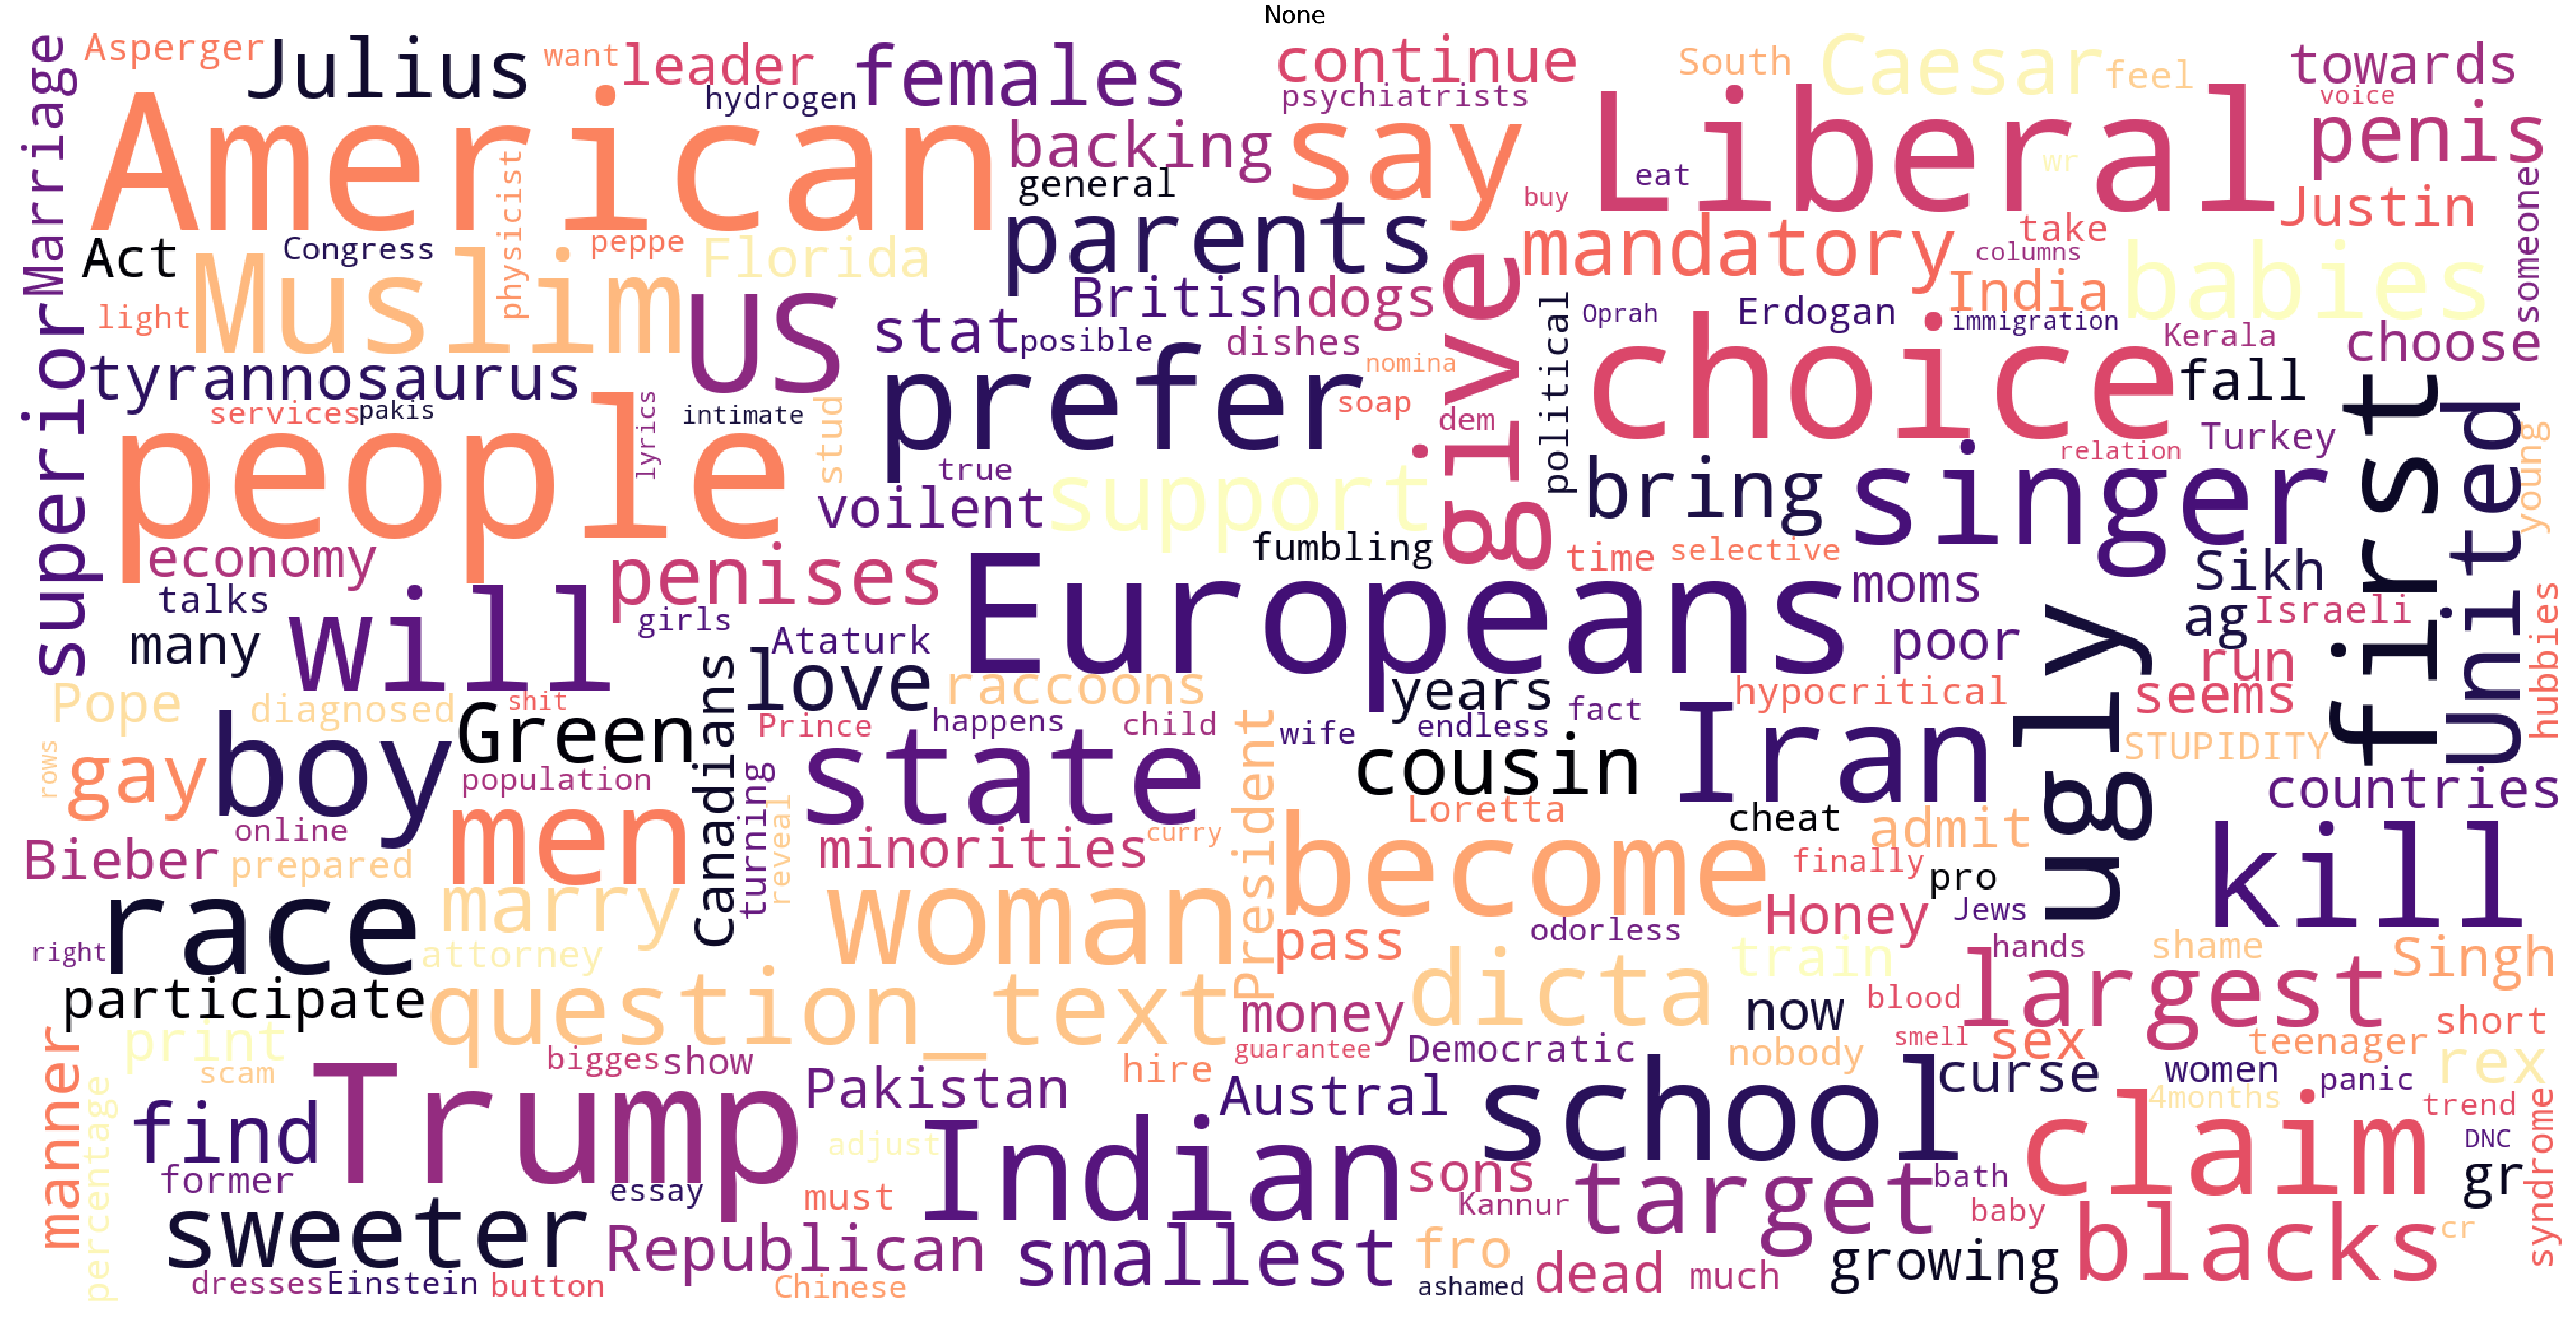 None
Asperger
Julius
want
leader
females
continue
South
Caesar
feel
towards
Marriage
hydrogen
psychiatrists
voice
American
backing
say
Liberal
penis
general
physicist
buy
eat
wr
someone
parents
Justin
Act
Congress
peppe
Florida
mandatory
take
columns
Muslim
give
India
babies
light
US
British
dogs
political
Oprah
Erdogan
immigration
superior
stat
posible
dishes
choice
Kerala
choose
tyrannosaurus
prefer
nomina
fall
first
services
pakis
lyrics
intimate
stud
soap
dem
United
people
true
relation
Turkey
young
voilent
support
bring
singer
economy
penises
fumbling
time
selective
Sikh
talks
will
girls
Europeans
moms
ugly
ag
Israeli
hubbies
many
Ataturk
love
Canadians
poor
run
Pope
diagnosed
shit
raccoons
years
hypocritical
seems
Green
Prince
happens
child
President
wife
endless
fact
Iran
rows
gay
boy
population
turning
state
cousin
STUPIDITY
countries
Bieber
online
men
reveal
minorities
curry
Loretta
cheat
admit
kill
prepared
become
finally
race
marry
woman
Honey
pro
Jews
right
attorney
pass
odorless
train
hands
shame
Singh
participate
question_text
money
dicta
now
blood
largest
manner
print
guarantee
Democratic
nobody
smell
sex
teenager
short
scam
Trump
bigges
show
hire
school
curse
women
panic
rex
percentage
find
Pakistan
Austral
4months
trend
syndrome
former
adjust
Indian
claim
DNC
essay
must
sons
Kannur
target
bath
baby
gr
sweeter
Republican
smallest
fro
growing
blacks
cr
dresses
Einstein
button
Chinese
ashamed
dead
much